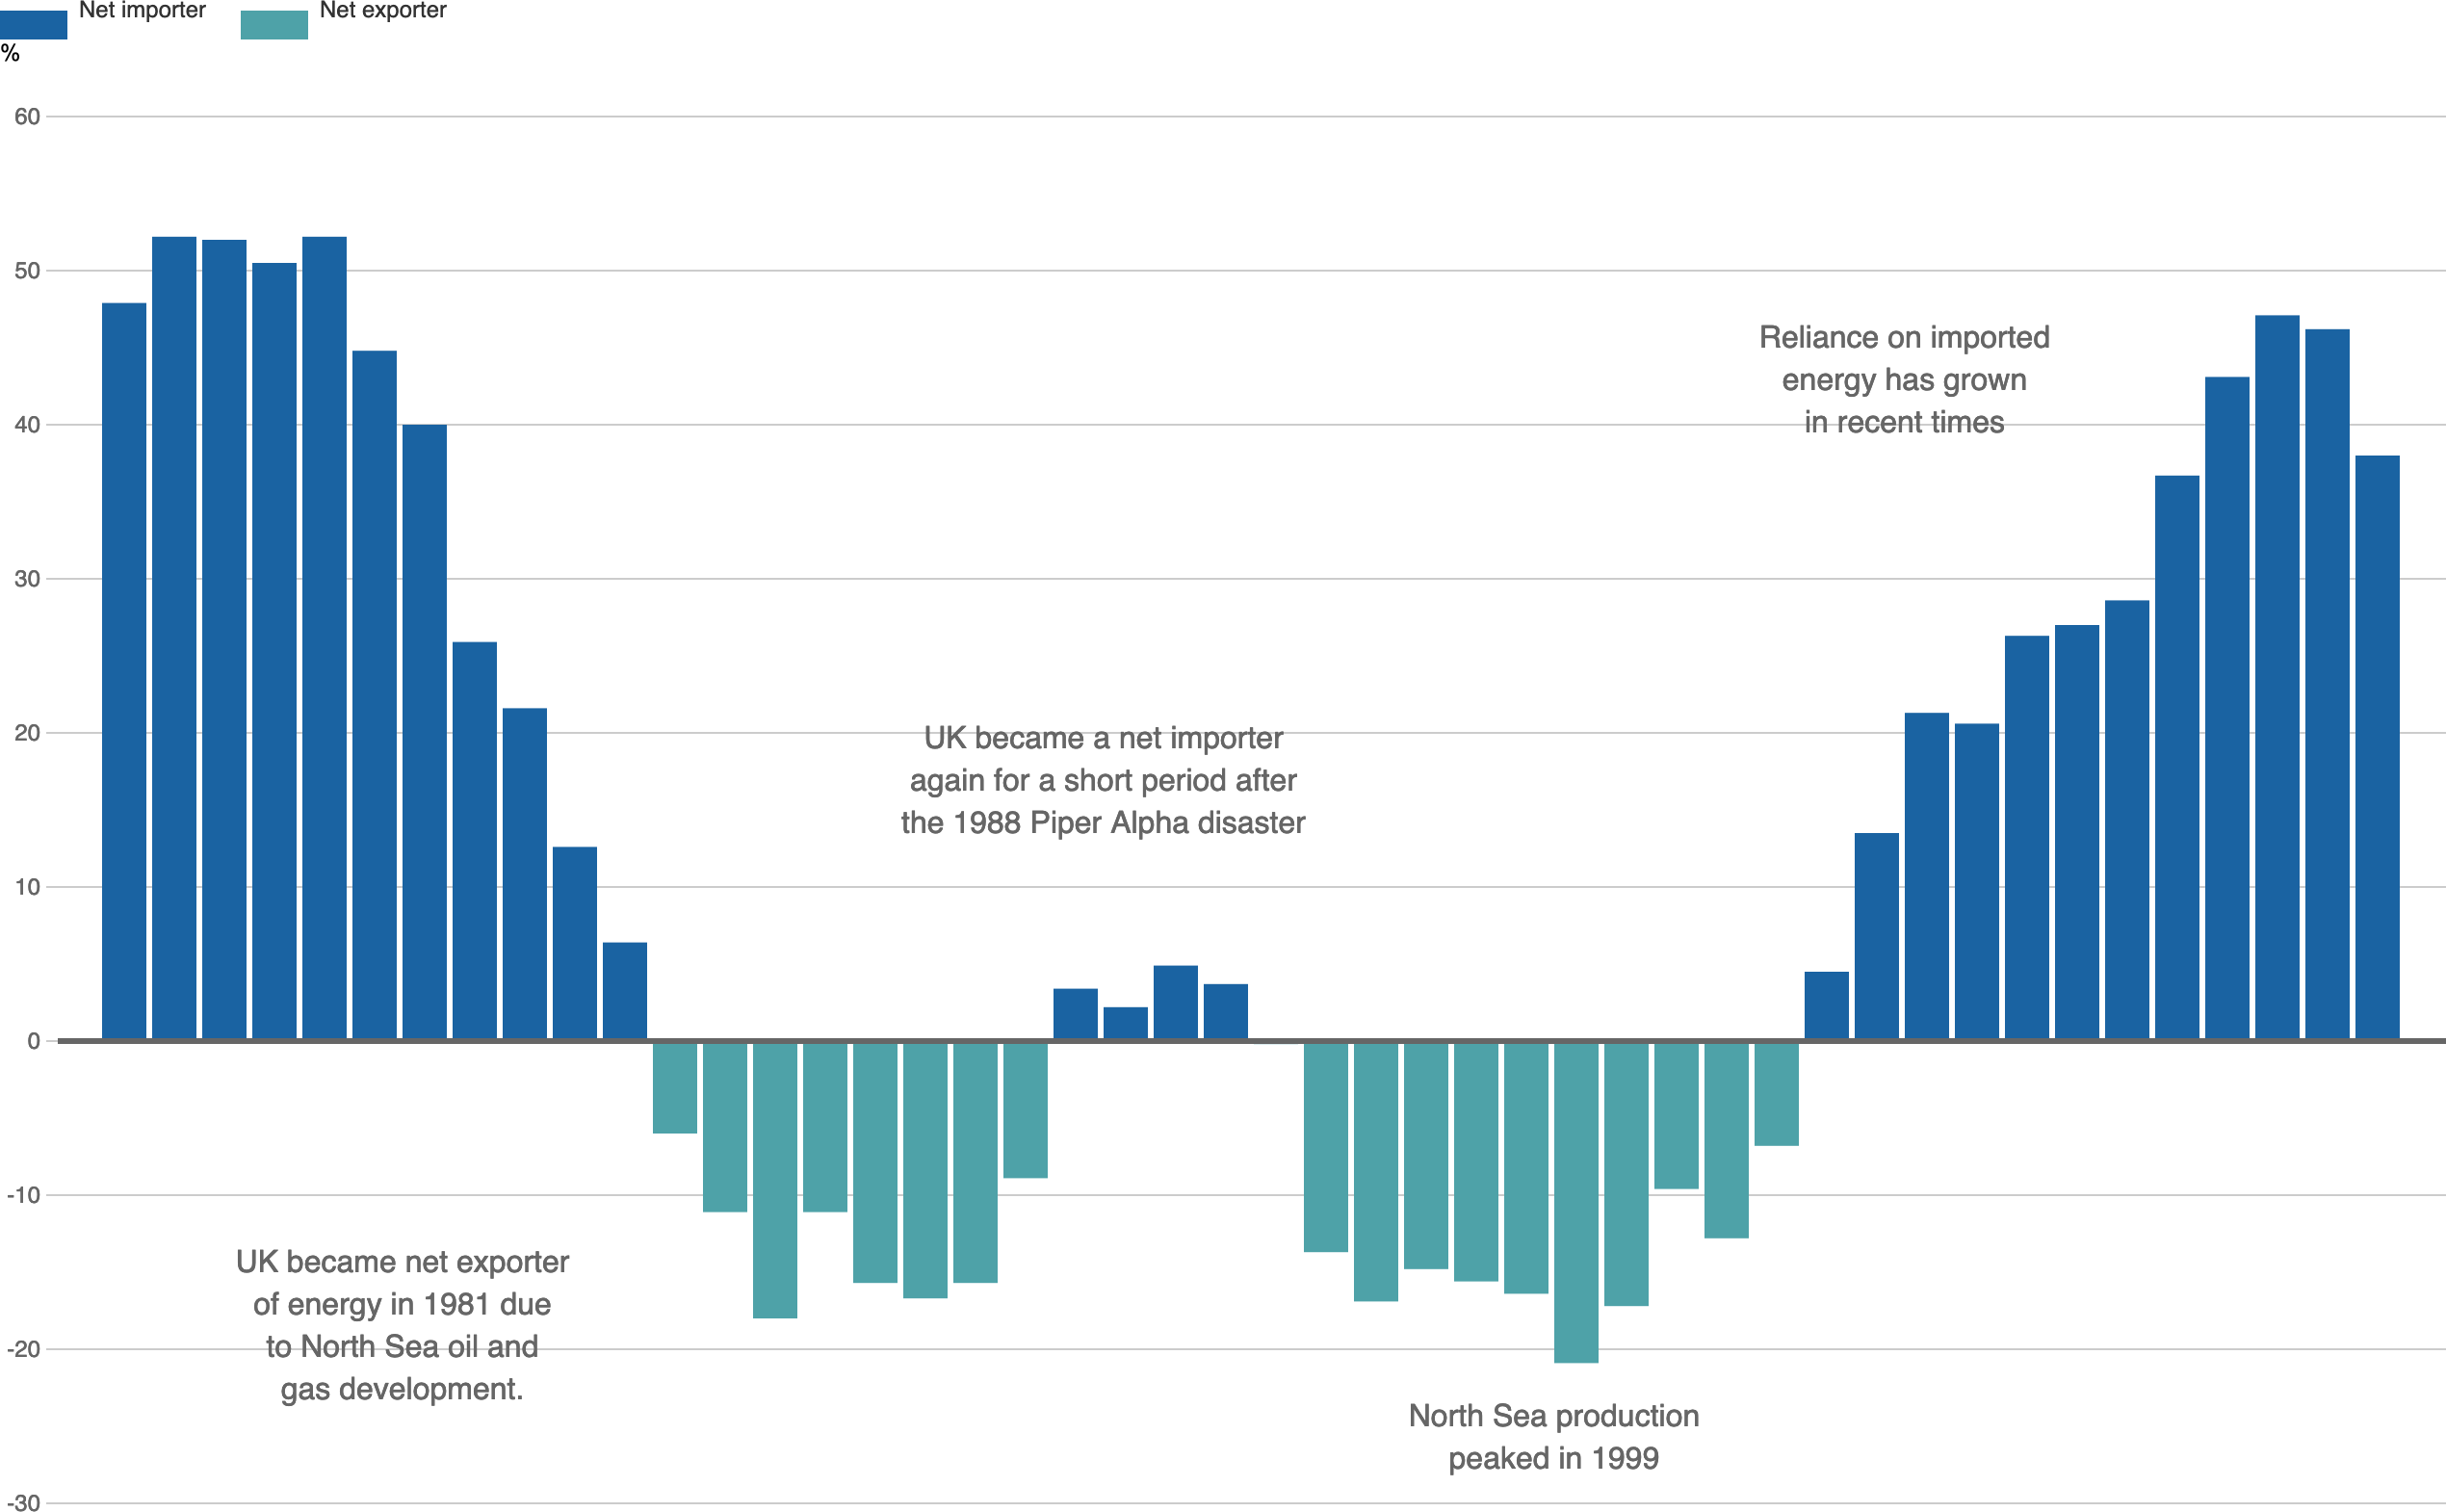 Net importer
Net exporter
%
60
50
Reliance on imported
energy has grown
in recent times
40
30
20
UK became a net importer
again for a short period after
the 1988 Piper Alpha disaster
10
0
-10
UK became net exporter
of energy in 1981 due
to North Sea oil and
gas development.
-20
North Sea production
peaked in 1999
-30